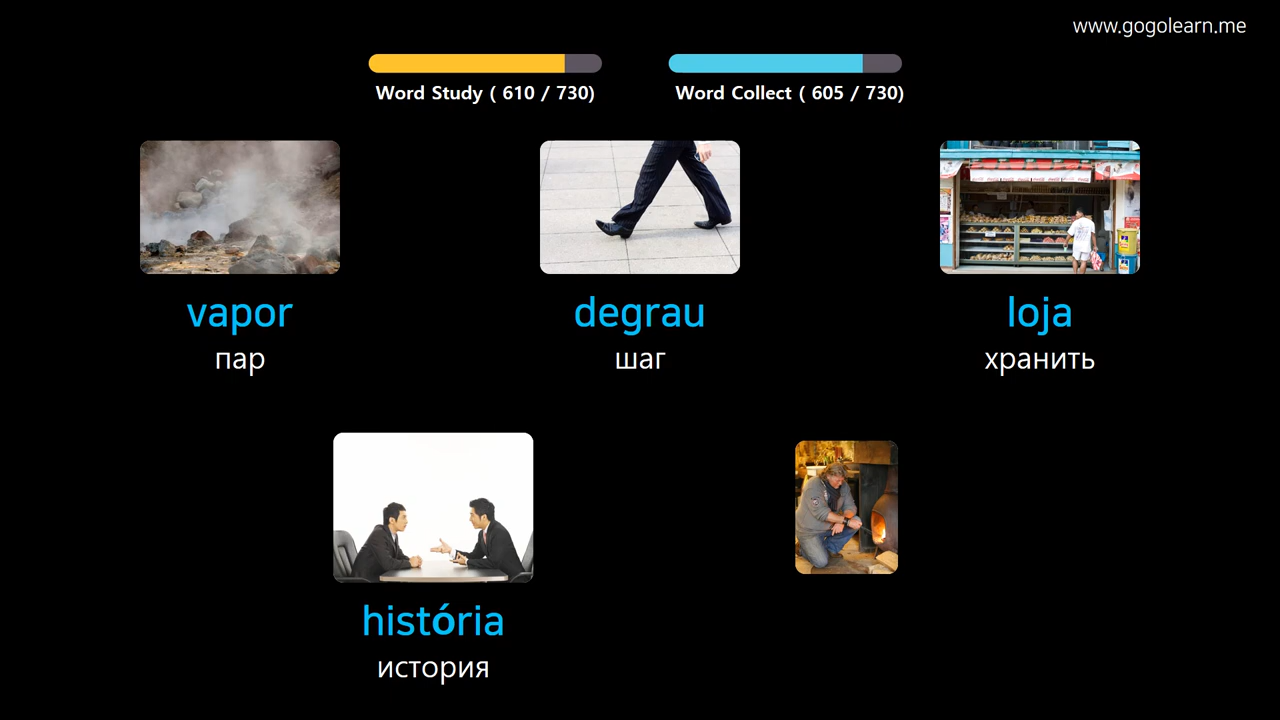 www.gogolearn.me
Word Study ( 610 / 730)
Word Collect ( 605 / 730)
vapor
пар
degrau
шаг
loja
хранить
história
история